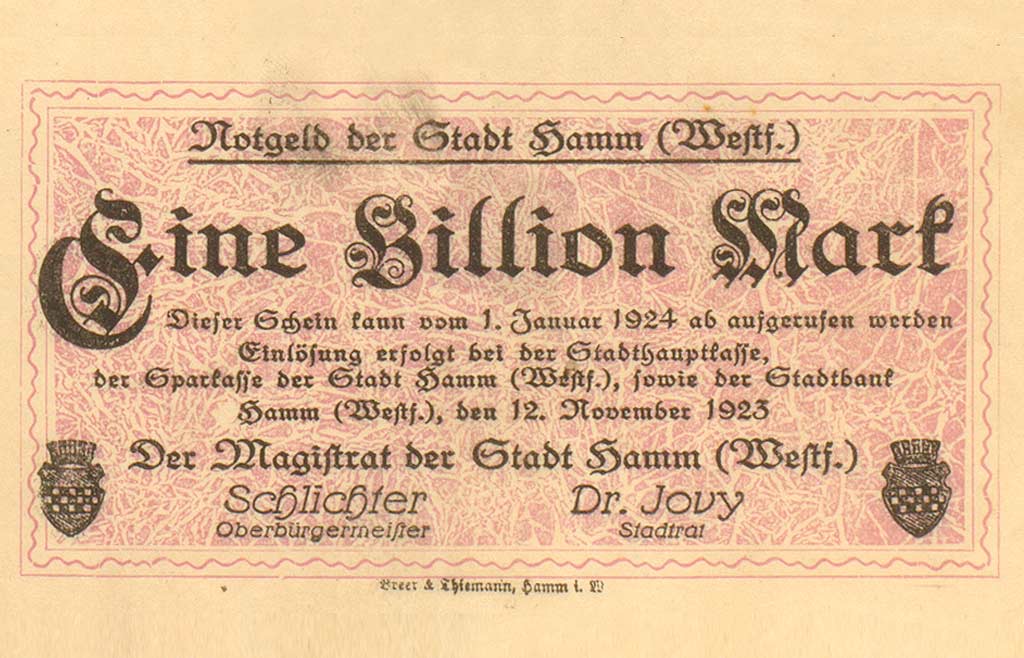 Notgeld der Stadt Hamm (Westf.)
Eine Billion Mark
Dieser Schein kann vom 1. Januar 1924 ab aufgerufen werden
Einlösung erfolgt bei der Stadthauptkasse,
der Sparkasse der Stadt Hamm (Westf.), sowie der Stadtbank
Hamm (Westf.), den 12. November 1923
Der Magistrat der Stadt Hamm (Westf.)
Schlichter Dr. Jovy
Oberbürgermeister Stadtrat
Breer & Thiemann, Hamm i. W